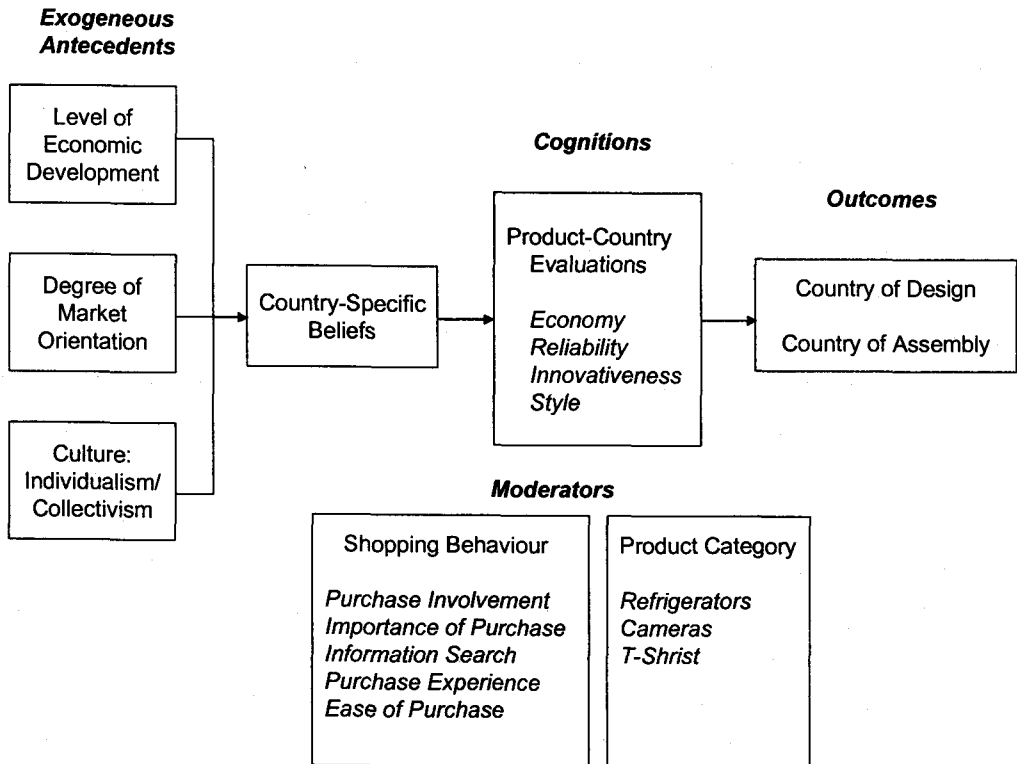 Exogeneous
Antecedents
Level of
Economic
Development
Degree of
Market
Orientation
Culture:
Individualism/
Collectivism
Country-Specific
Beliefs
Cognitions
Product-Country
Evaluations
Economy
Reliability
Innovativeness
Style
Outcomes
Country of Design
Country of Assembly
Moderators
Shopping Behaviour
Purchase Involvement
Importance of Purchase
Information Search
Purchase Experience
Ease of Purchase
Product Category
Refrigerators
Cameras
T-Shrist